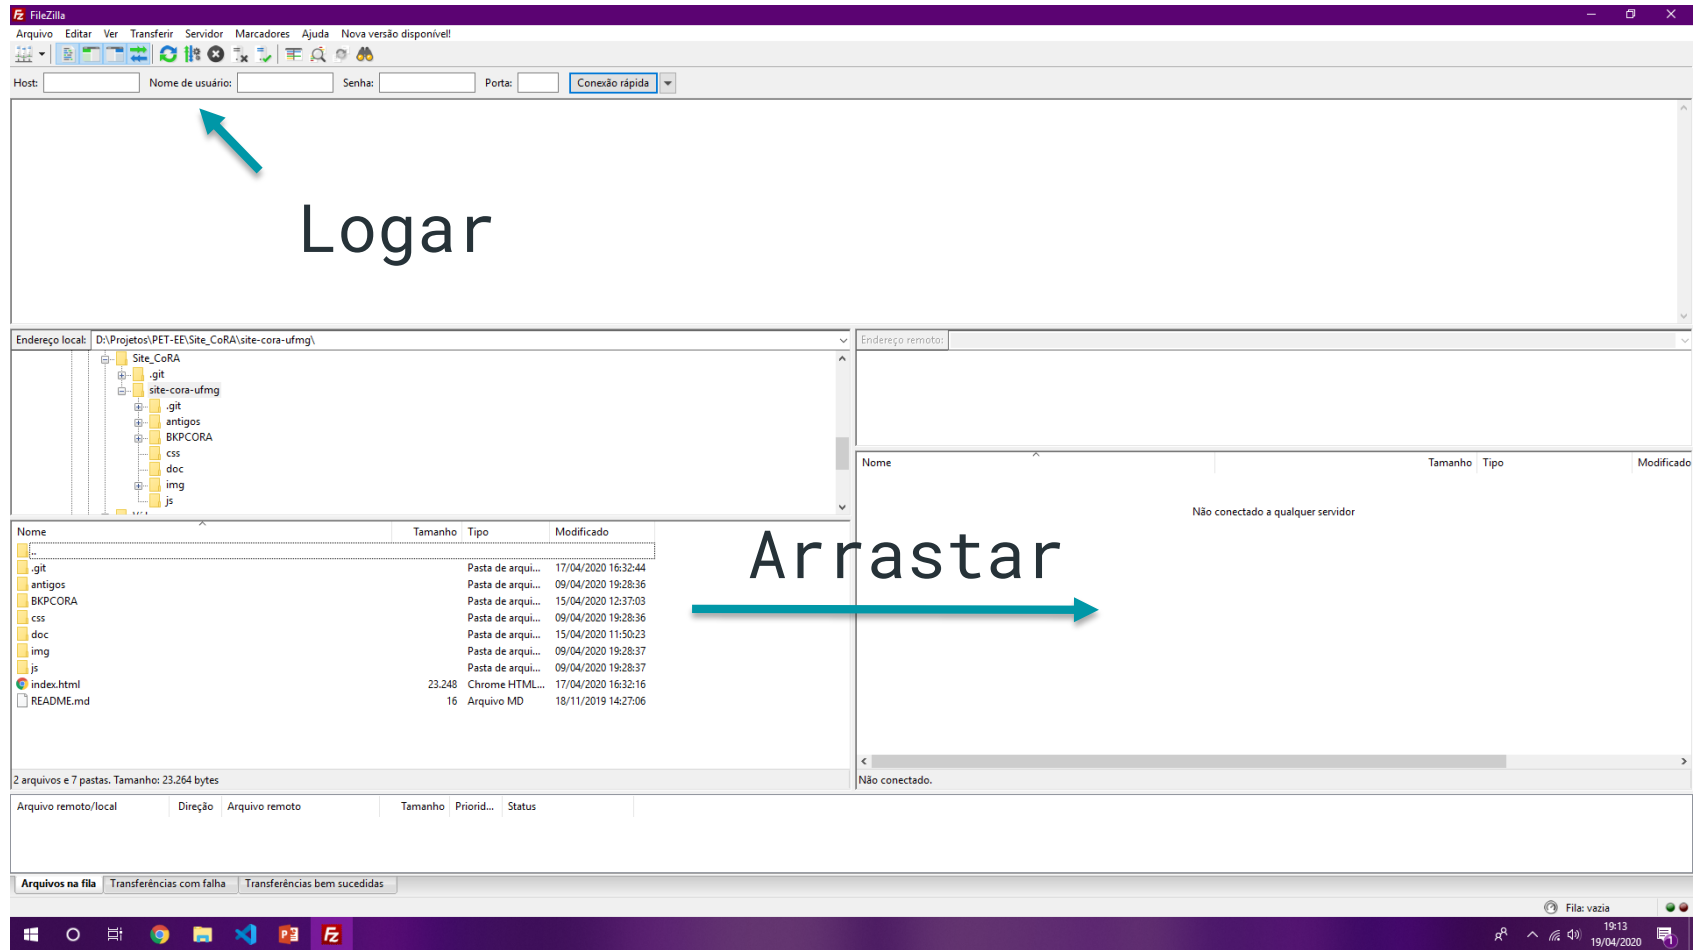 FileZilla
Arquivo Editar Ver Transferir Servidor Marcadores Ajuda Nova versão disponível!
Host: Nome de usuário: Senha: Porta: Conexão rápida
Logar
Endereço local: D:\Projetos\PET-EE\Site_CoRA\site-cora-ufmg\
Site_CoRA
.git
site-cora-ufmg
.git
antigos
BKPCORA
css
doc
img
js
Endereço remoto:
Nome Tamanho Tipo Modificado
Não conectado a qualquer servidor
Arrastar
Nome Tamanho Tipo Modificado
..
.git Pasta de arqui... 17/04/2020 16:32:44
antigos Pasta de arqui... 09/04/2020 19:28:36
BKPCORA Pasta de arqui... 15/04/2020 12:37:03
css Pasta de arqui... 09/04/2020 19:28:36
doc Pasta de arqui... 15/04/2020 11:50:23
img Pasta de arqui... 09/04/2020 19:28:37
js Pasta de arqui... 09/04/2020 19:28:37
index.html 23.248 Chrome HTML... 17/04/2020 16:32:16
README.md 16 Arquivo MD 18/11/2019 14:27:06
2 arquivos e 7 pastas. Tamanho: 23.264 bytes
Não conectado.
Arquivo remoto/local Direção Arquivo remoto Tamanho Priorid... Status
Arquivos na fila Transferências com falha Transferências bem sucedidas
Fila: vazia
19:13
19/04/2020